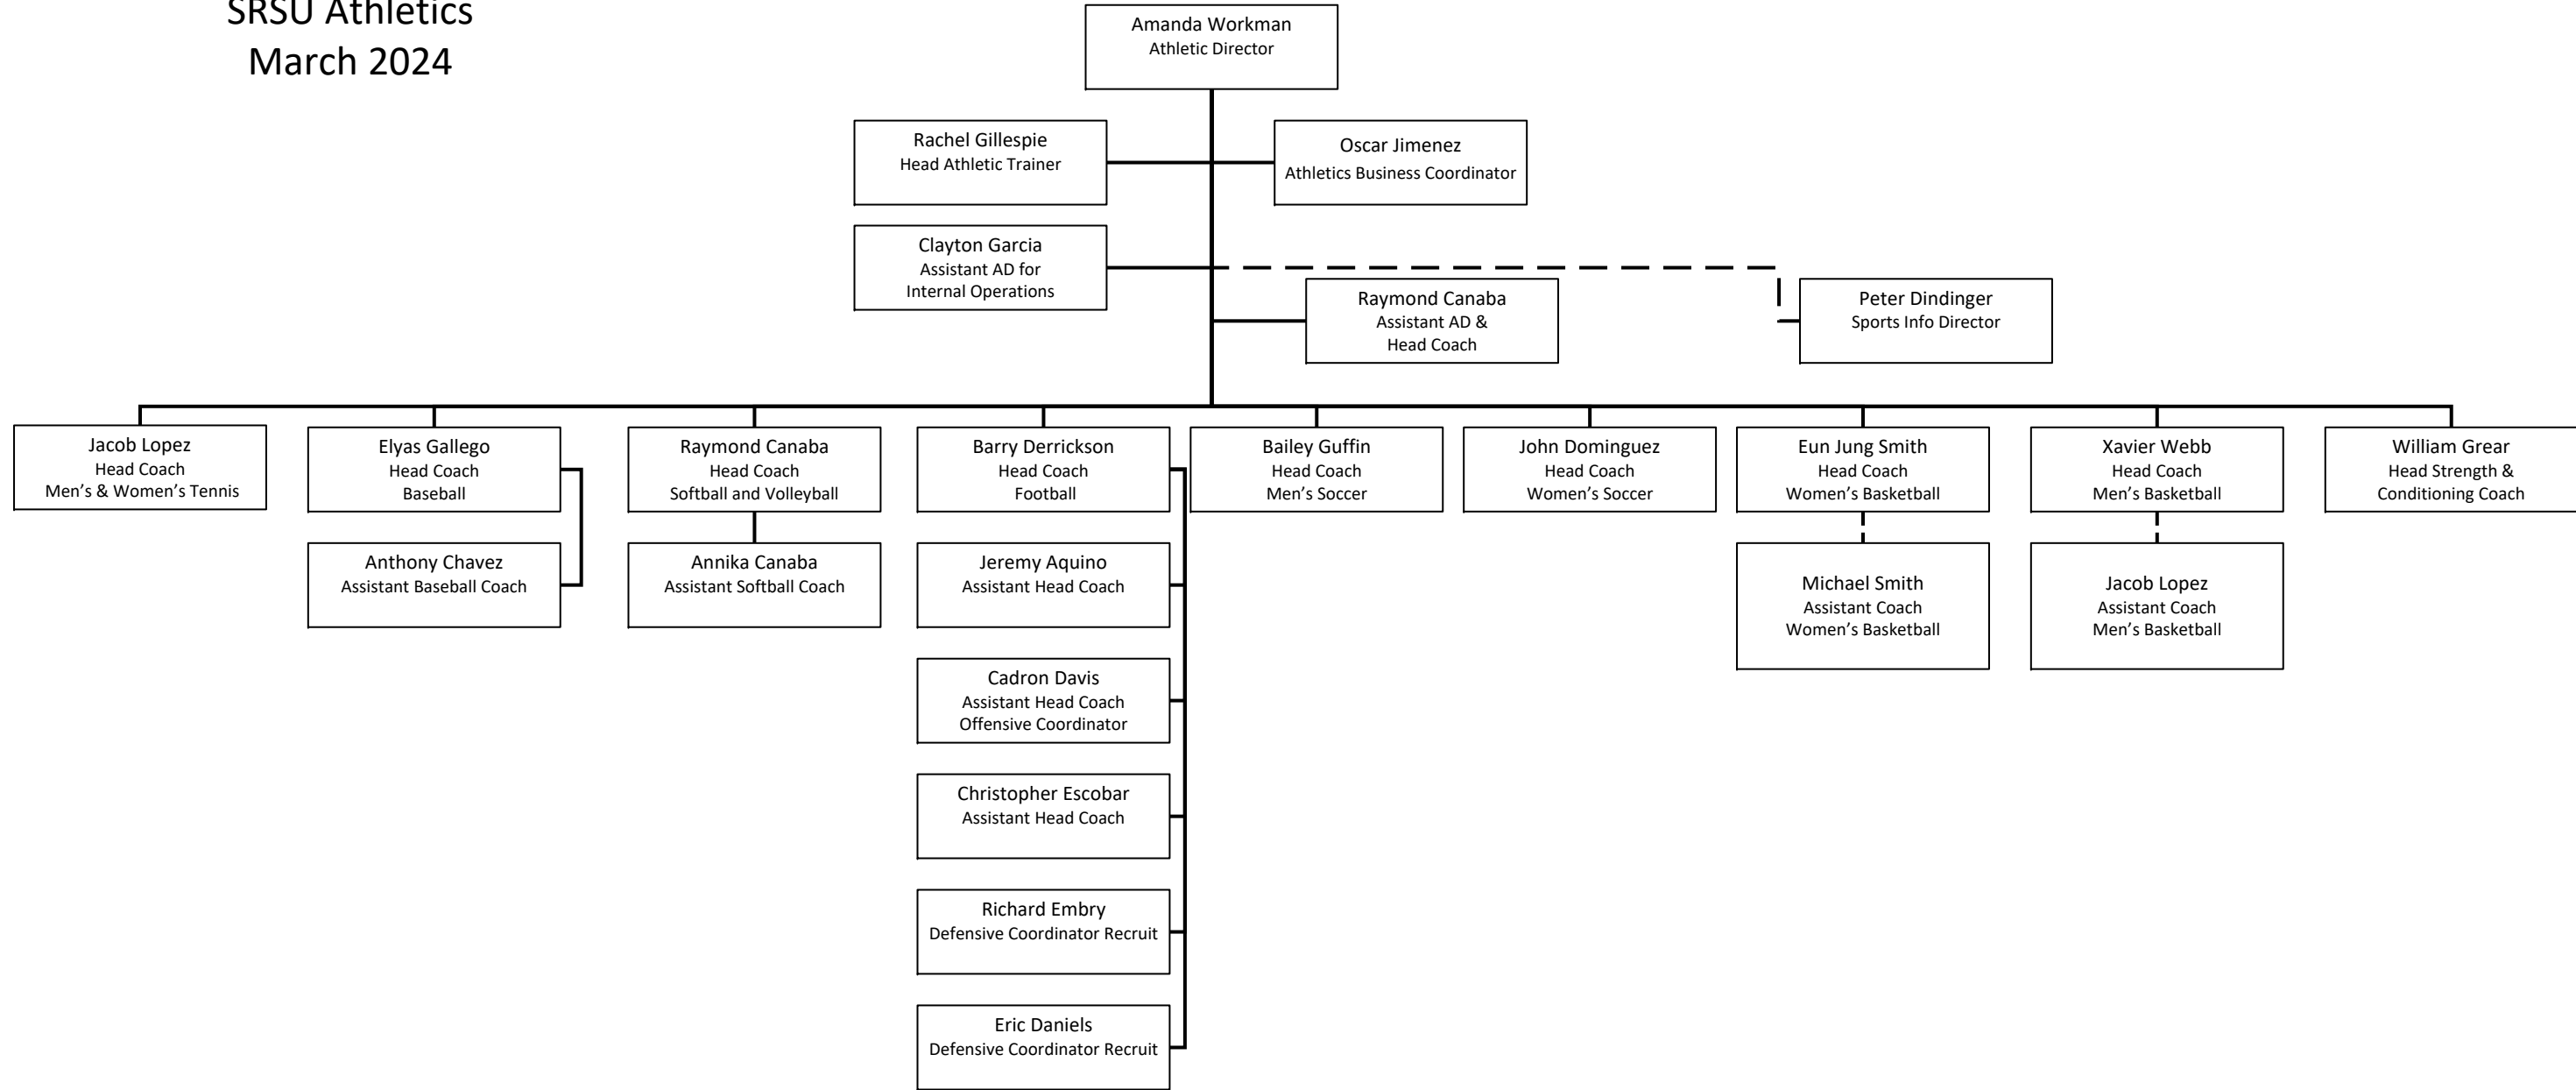 SRSU Athletics
March 2024
Amanda Workman
Athletic Director
Rachel Gillespie
Head Athletic Trainer
Oscar Jimenez
Athletics Business Coordinator
Clayton Garcia
Assistant AD for
Internal Operations
Raymond Canaba
Assistant AD &
Head Coach
Peter Dindinger
Sports Info Director
Jacob Lopez
Head Coach
Men’s & Women’s Tennis
Elyas Gallego
Head Coach
Baseball
Raymond Canaba
Head Coach
Softball and Volleyball
Barry Derrickson
Head Coach
Football
Bailey Guffin
Head Coach
Men’s Soccer
John Dominguez
Head Coach
Women’s Soccer
Eun Jung Smith
Head Coach
Women’s Basketball
Xavier Webb
Head Coach
Men’s Basketball
William Grear
Head Strength &
Conditioning Coach
Anthony Chavez
Assistant Baseball Coach
Annika Canaba
Assistant Softball Coach
Jeremy Aquino
Assistant Head Coach
Michael Smith
Assistant Coach
Women’s Basketball
Jacob Lopez
Assistant Coach
Men’s Basketball
Cadron Davis
Assistant Head Coach
Offensive Coordinator
Christopher Escobar
Assistant Head Coach
Richard Embry
Defensive Coordinator Recruit
Eric Daniels
Defensive Coordinator Recruit